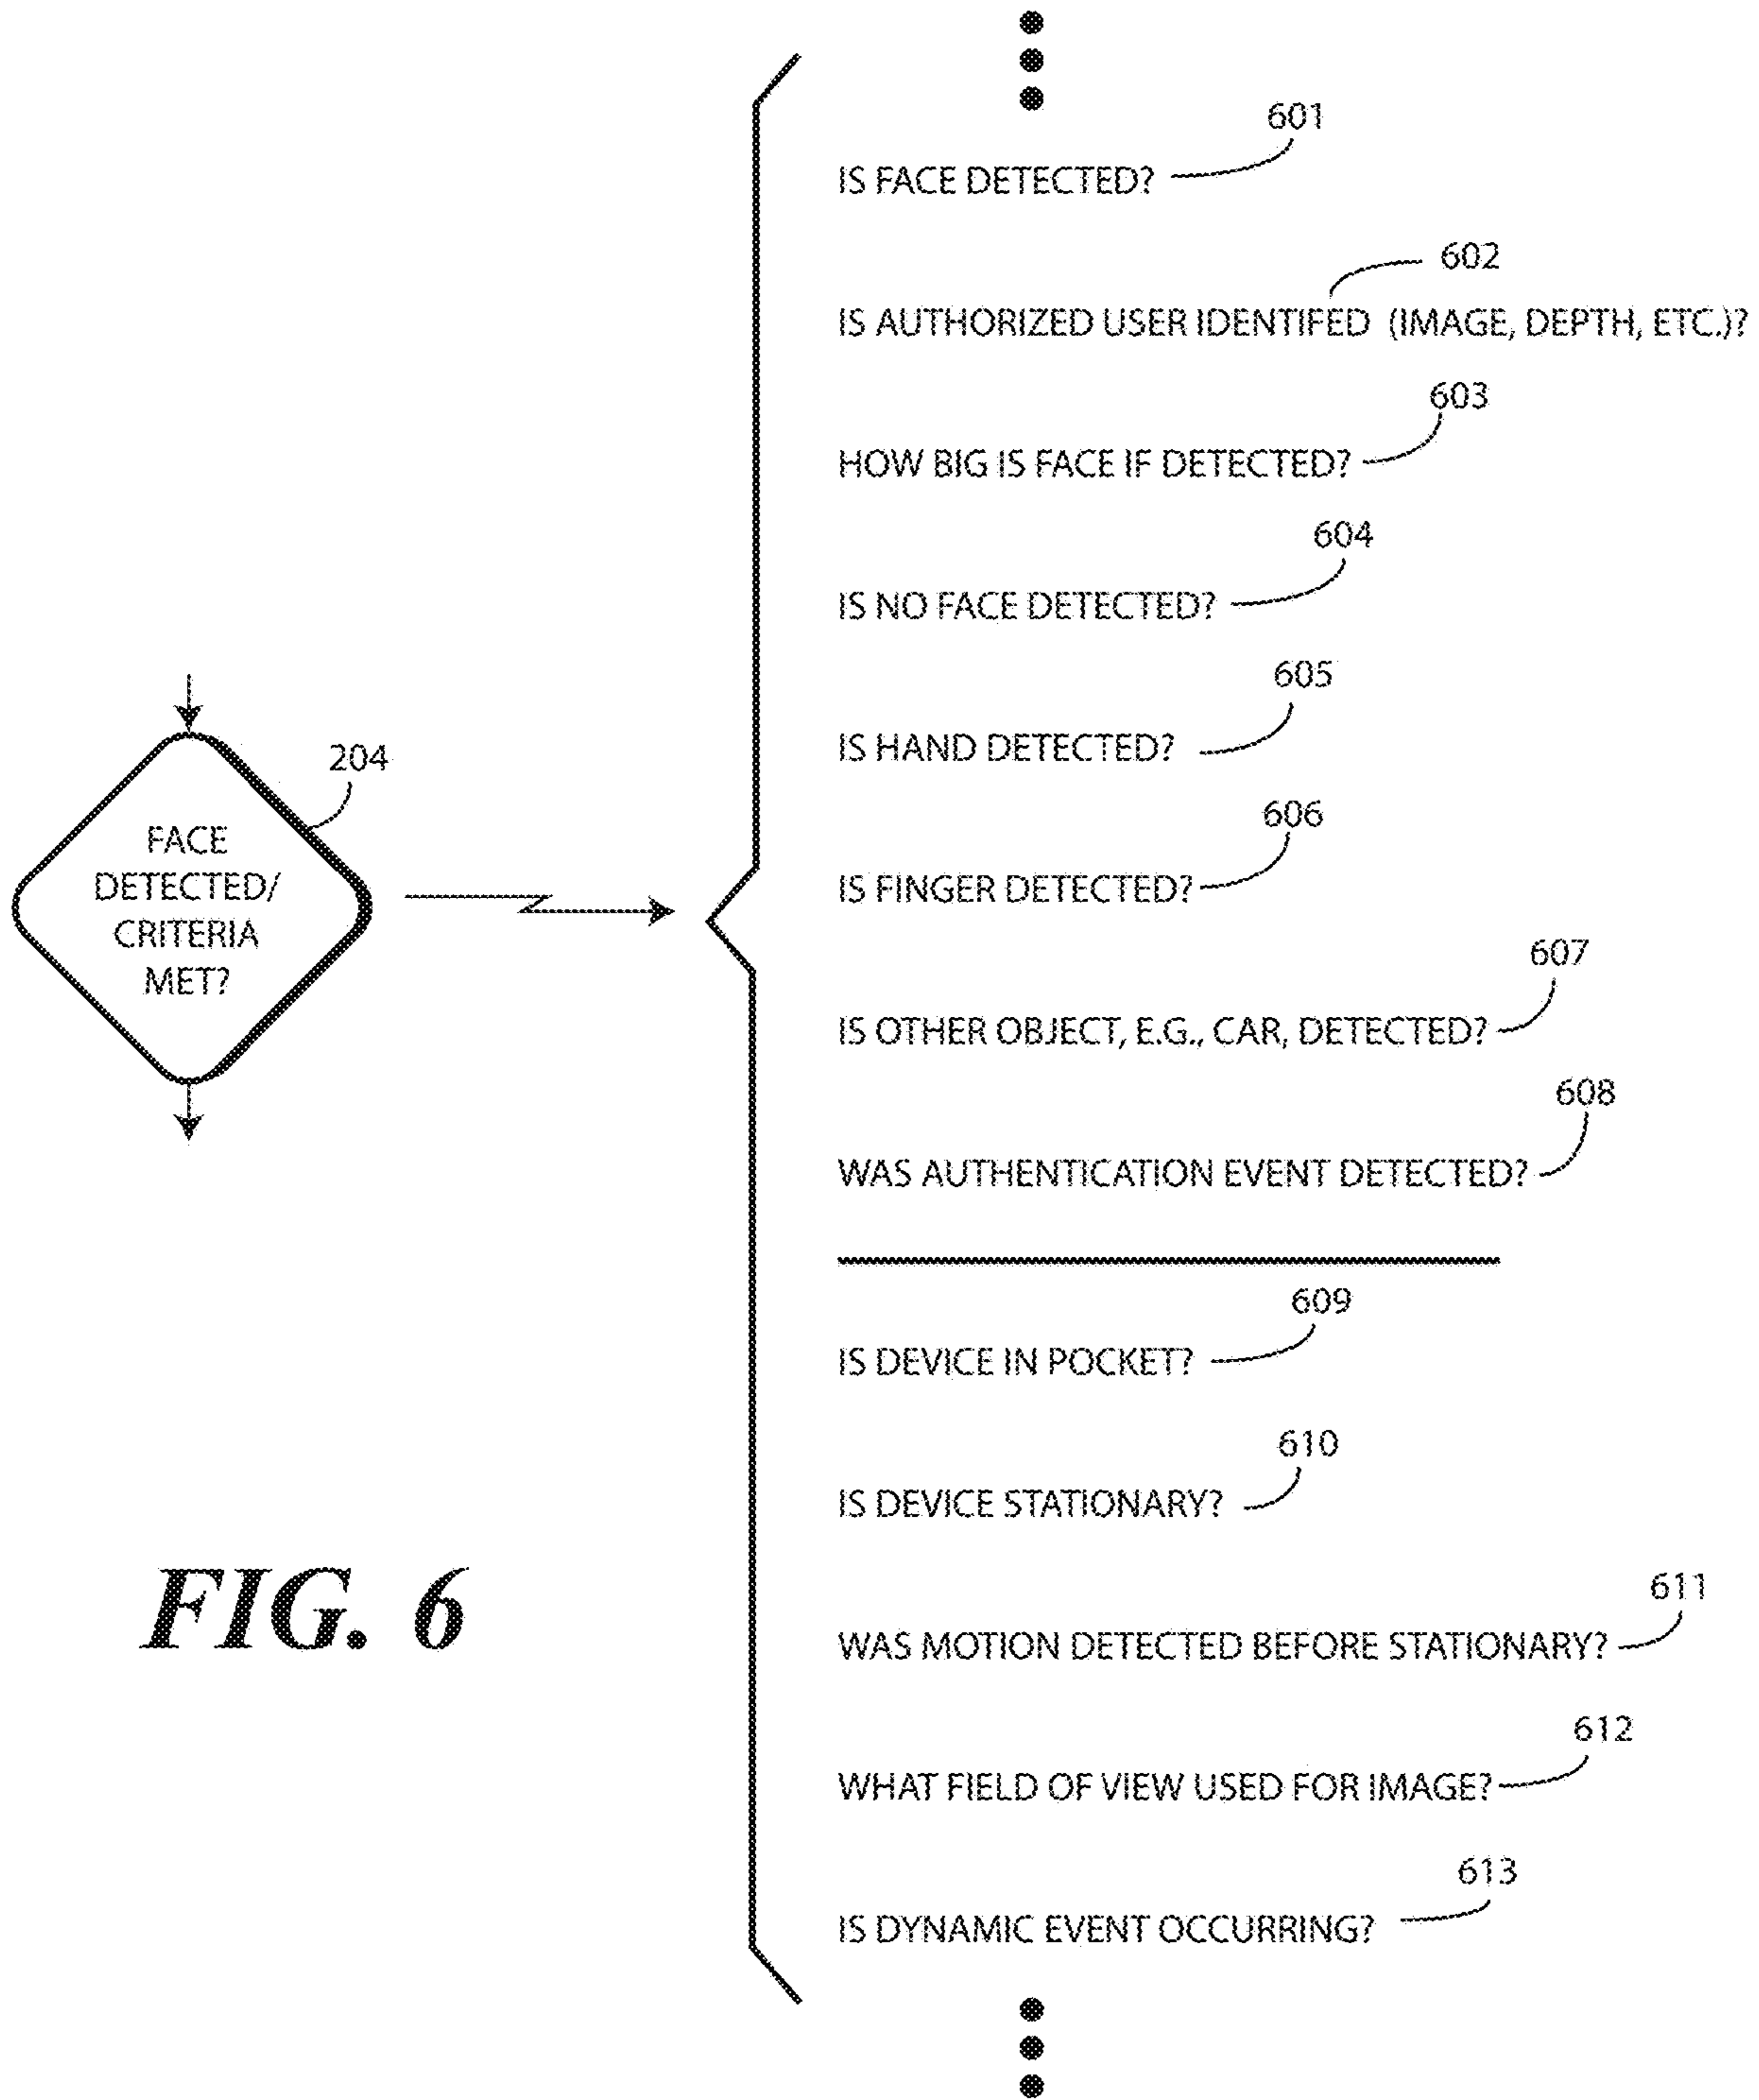 601
IS FACE DETECTED?
602
IS AUTHORIZED USER IDENTIFED (IMAGE, DEPTH, ETC.)?
603
HOW BIG IS FACE IF DETECTED?
604
IS NO FACE DETECTED?
605
IS HAND DETECTED?
204
FACE
DETECTED/
CRITERIA
MET?
606
IS FINGER DETECTED?
607
IS OTHER OBJECT, E.G., CAR, DETECTED?
608
WAS AUTHENTICATION EVENT DETECTED?
609
IS DEVICE IN POCKET?
610
IS DEVICE STATIONARY?
611
WAS MOTION DETECTED BEFORE STATIONARY?
612
WHAT FIELD OF VIEW USED FOR IMAGE?
613
IS DYNAMIC EVENT OCCURRING?
FIG. 6